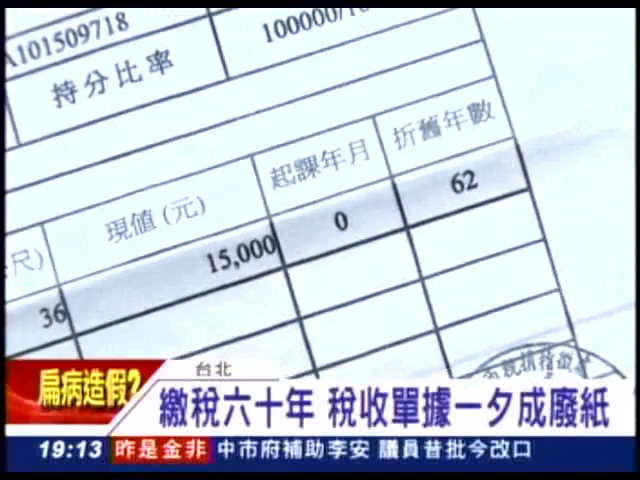 A101509718
100000/10
持分比率
現值(元)
起課年月
折舊年數
尺)
36
15,000
0
62
台北
扁病造假?
繳稅六十年 稅收單據一夕成廢紙
19:13 昨是金非 中市府補助李安 議員昔批今改口